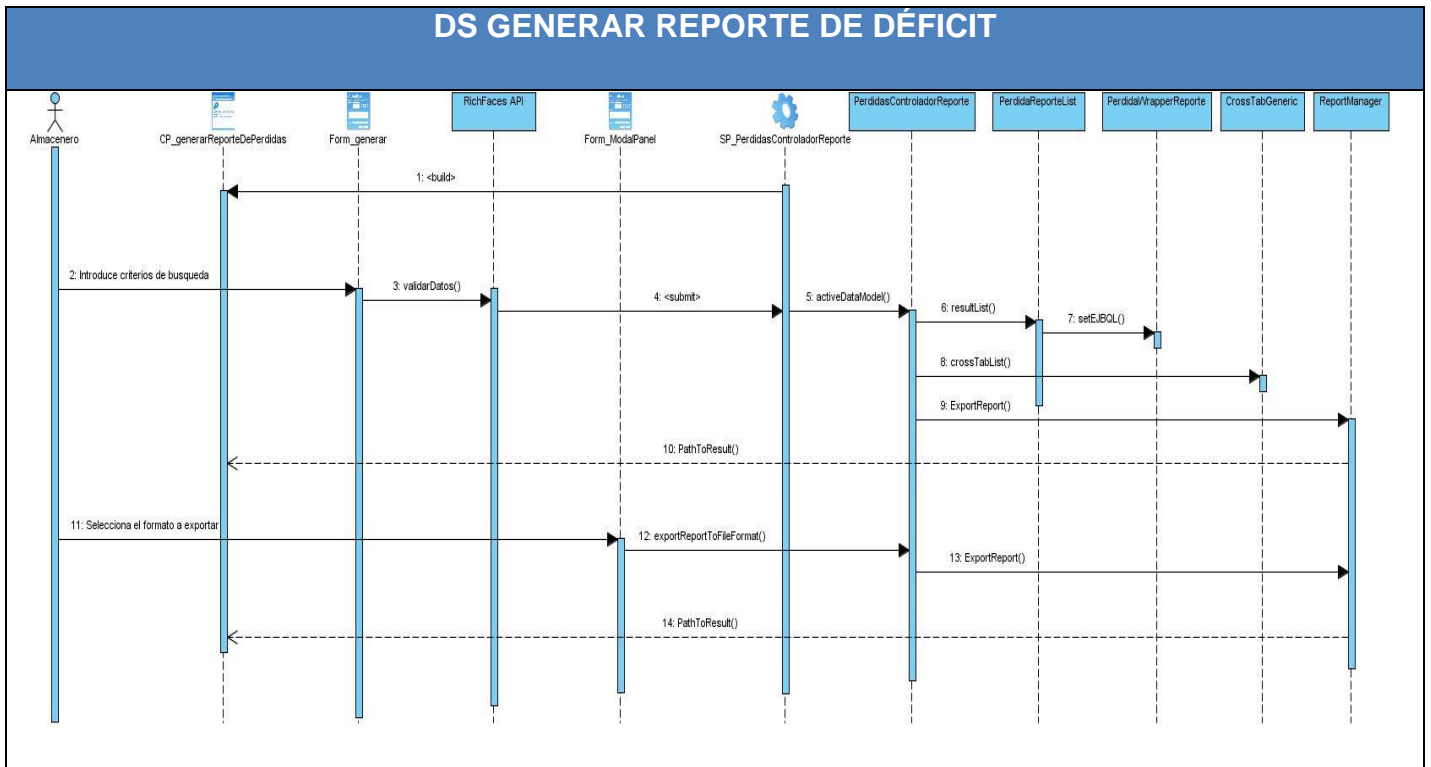 DS GENERAR REPORTE DE DÉFICIT
Almacenero
CP_generarReporteDePerdidas
Form_generar
RichFaces API
Form_ModalPanel
SP_PerdidasControladorReporte
PerdidasControladorReporte
PerdidaReporteList
PerdidaWrapperReporte
CrossTabGeneric
ReportManager
1: <build>
2: Introduce criterios de busqueda
3: validarDatos()
4: <submit>
5: activeDataModel()
6: resultList()
7: setEJBQL()
8: crossTabList()
9: ExportReport()
10: PathToResult()
11: Selecciona el formato a exportar
12: exportReportToFileFormat()
13: ExportReport()
14: PathToResult()